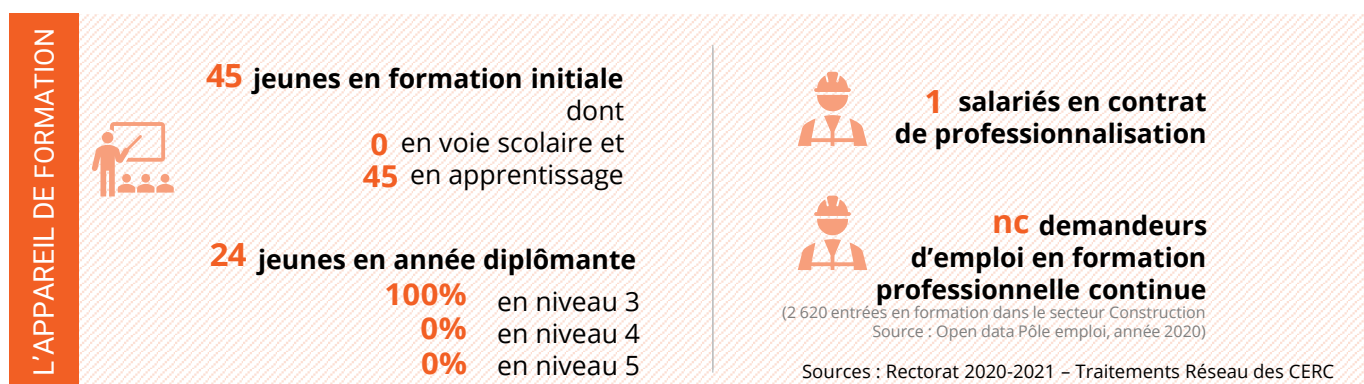 L'APPAREIL DE FORMATION
45 jeunes en formation initiale
dont
0 en voie scolaire et
45 en apprentissage
24 jeunes en année diplômante
100% en niveau 3
0% en niveau 4
0% en niveau 5
1 salariés en contrat
de professionnalisation
nc demandeurs
d'emploi en formation
professionnelle continue
(2 620 entrées en formation dans le secteur Construction
Source : Open data Pôle emploi, année 2020)
Sources : Rectorat 2020-2021 – Traitements Réseau des CERC